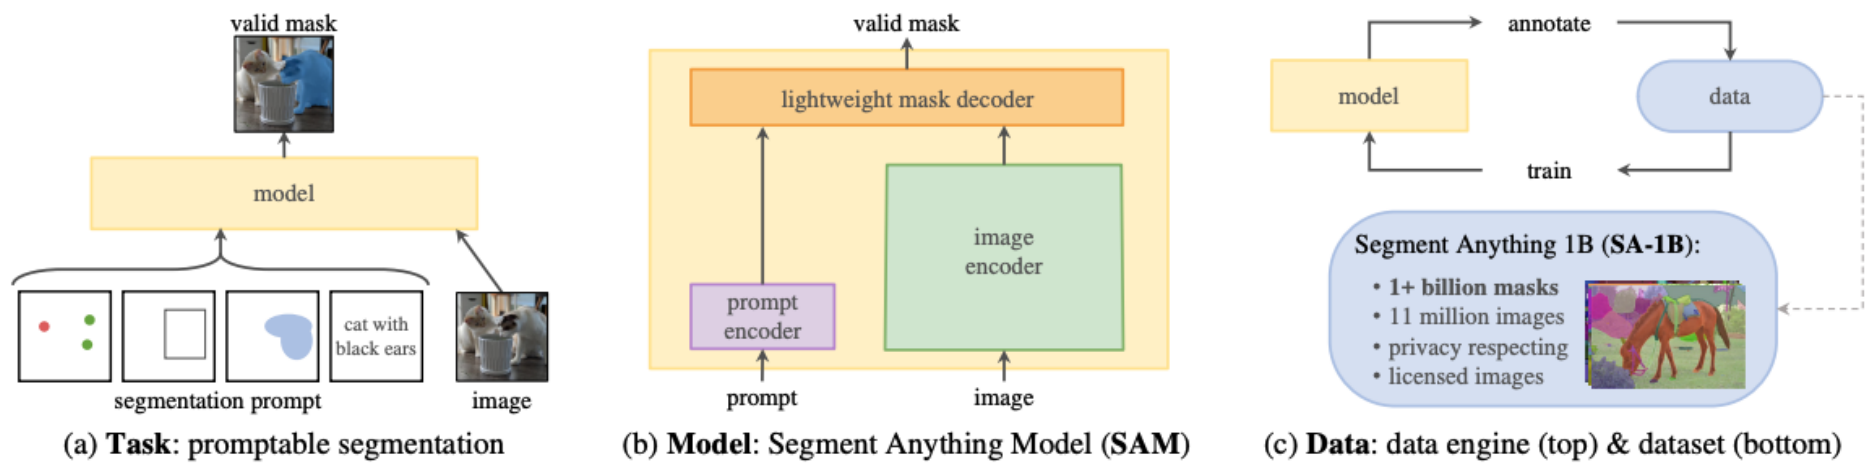 valid mask
model
cat with
black ears
segmentation prompt
image
(a) Task: promptable segmentation
valid mask
lightweight mask decoder
image
encoder
prompt
encoder
prompt
image
(b) Model: Segment Anything Model (SAM)
annotate
model
data
train
Segment Anything 1B (SA-1B):
• 1+ billion masks
• 11 million images
• privacy respecting
• licensed images
(c) Data: data engine (top) & dataset (bottom)